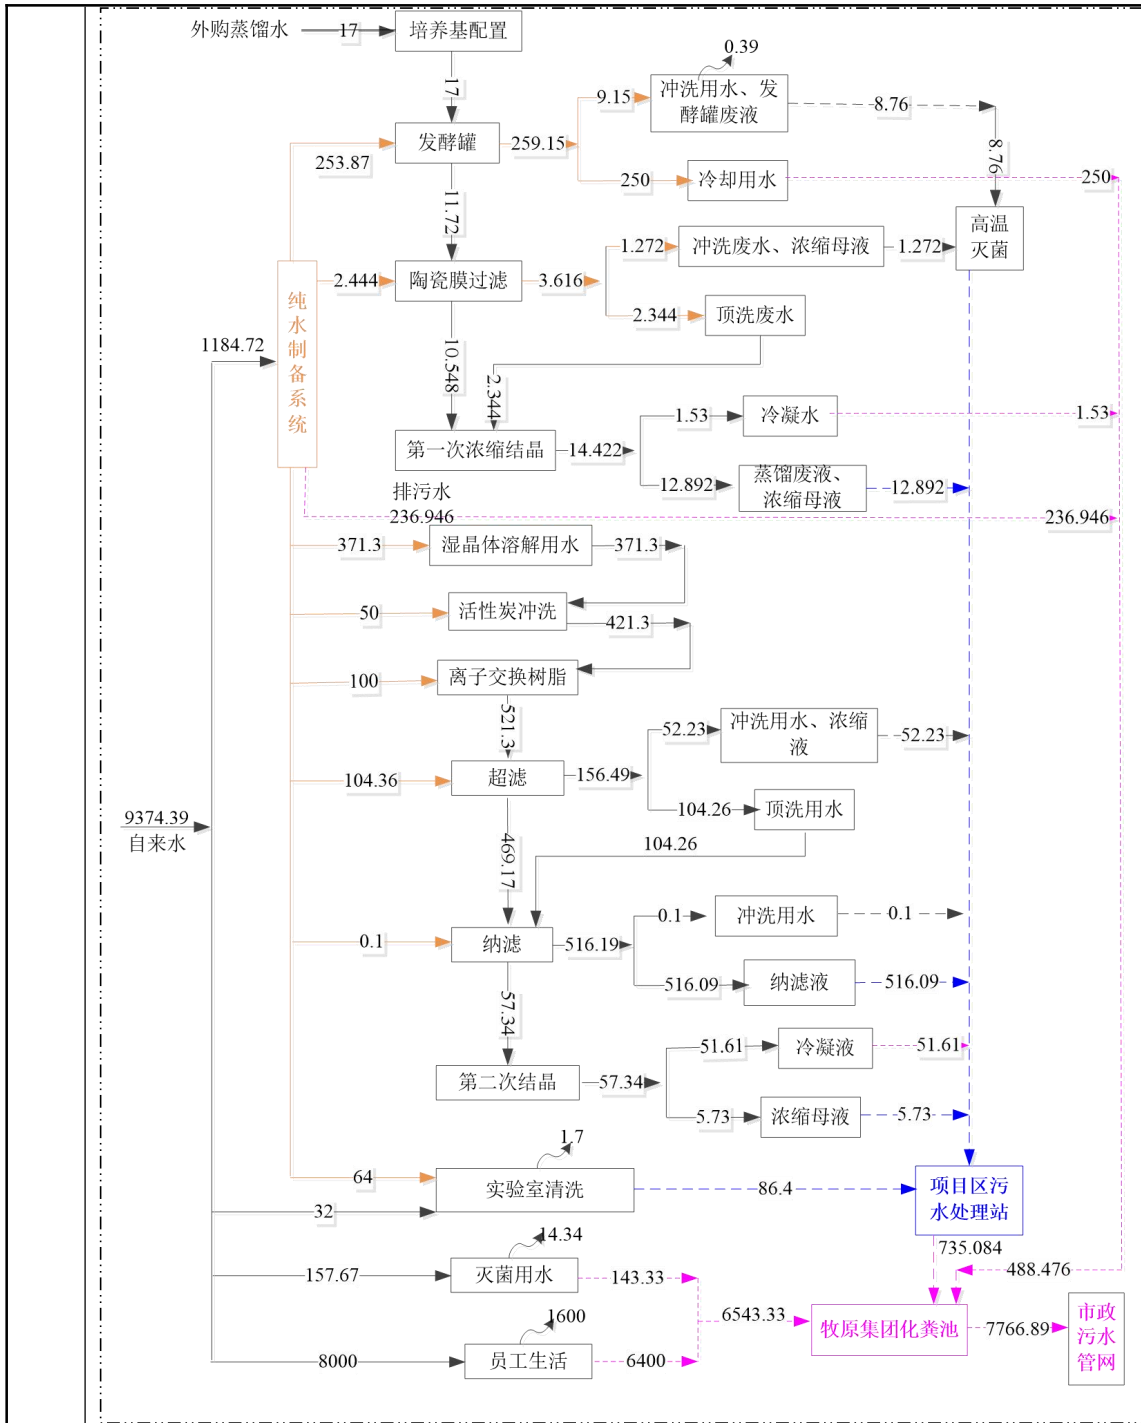 外购蒸馏水
17
培养基配置
17
0.39
9.15
冲洗用水、发
酵罐废液
8.76
8.76
发酵罐
259.15
253.87
250
冷却用水
250
11.72
高温
灭菌
1.272
冲洗废水、浓缩母液
1.272
2.444
陶瓷膜过滤
3.616
2.344
顶洗废水
纯
水
制
备
系
统
1184.72
10.548
2.344
1.53
冷凝水
1.53
第一次浓缩结晶
14.422
12.892
蒸馏废液、
浓缩母液
12.892
排污水
236.946
236.946
371.3
湿晶体溶解用水
371.3
50
活性炭冲洗
421.3
100
离子交换树脂
521.3
52.23
冲洗用水、浓缩
液
52.23
104.36
超滤
156.49
104.26
顶洗用水
9374.39
自来水
469.17
104.26
0.1
冲洗用水
0.1
0.1
纳滤
516.19
516.09
纳滤液
516.09
57.34
51.61
冷凝液
51.61
第二次结晶
57.34
5.73
浓缩母液
5.73
1.7
64
实验室清洗
86.4
项目区污
水处理站
32
14.34
735.084
157.67
灭菌用水
143.33
488.476
1600
6543.33
牧原集团化粪池
7766.89
市政
污水
管网
8000
员工生活
6400